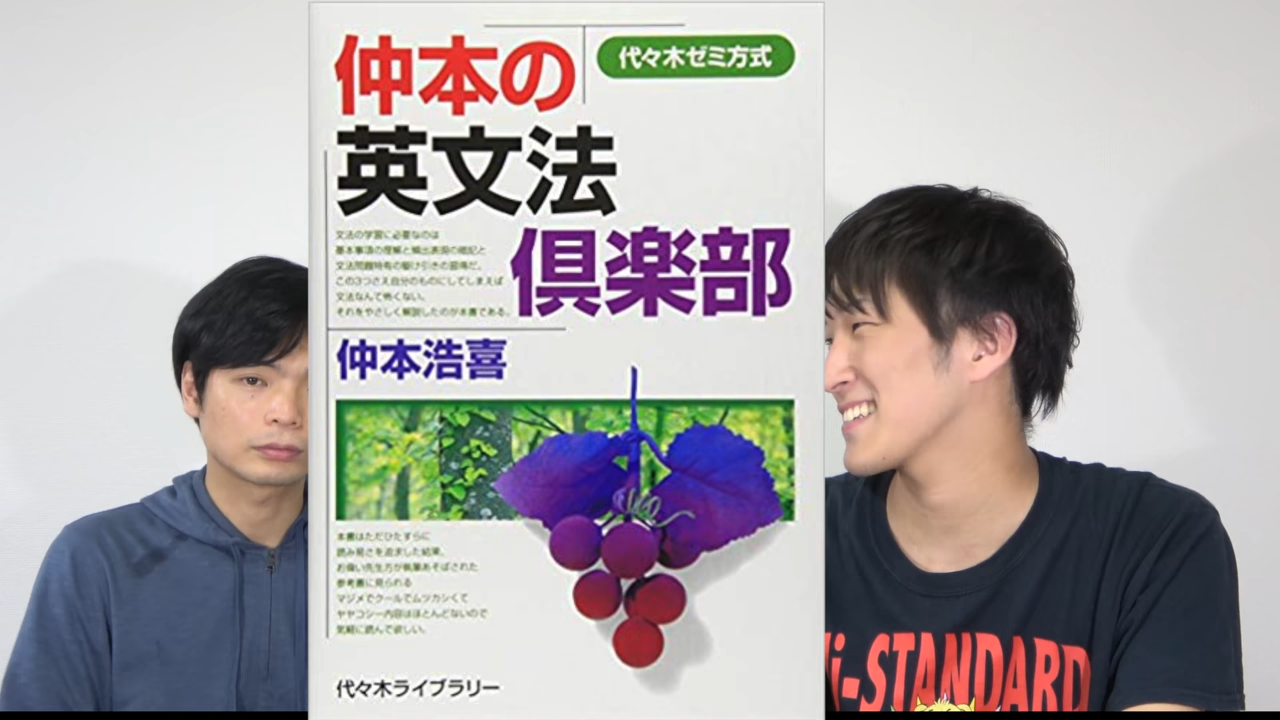 代々木ゼミ方式
仲本の
英文法
倶楽部
文法の学習に必要なのは
基本事項の理解と頻出表現の暗記と
文法問題特有の駆け引きの習得だ。
この3つさえ自分のものにしてしまえば
文法なんて怖くない。
それをやさしく解説したのが本書である。
仲本浩喜
本書はただひたすらに
読み易さを追求した結果、
お偉い先生方が執筆あそばされた
参考書に見られる
マジメでクールでムツカシくて
ヤヤコシー内容はほとんどないので
気軽に読んで欲しい。
代々木ライブラリー
i-STANDARD